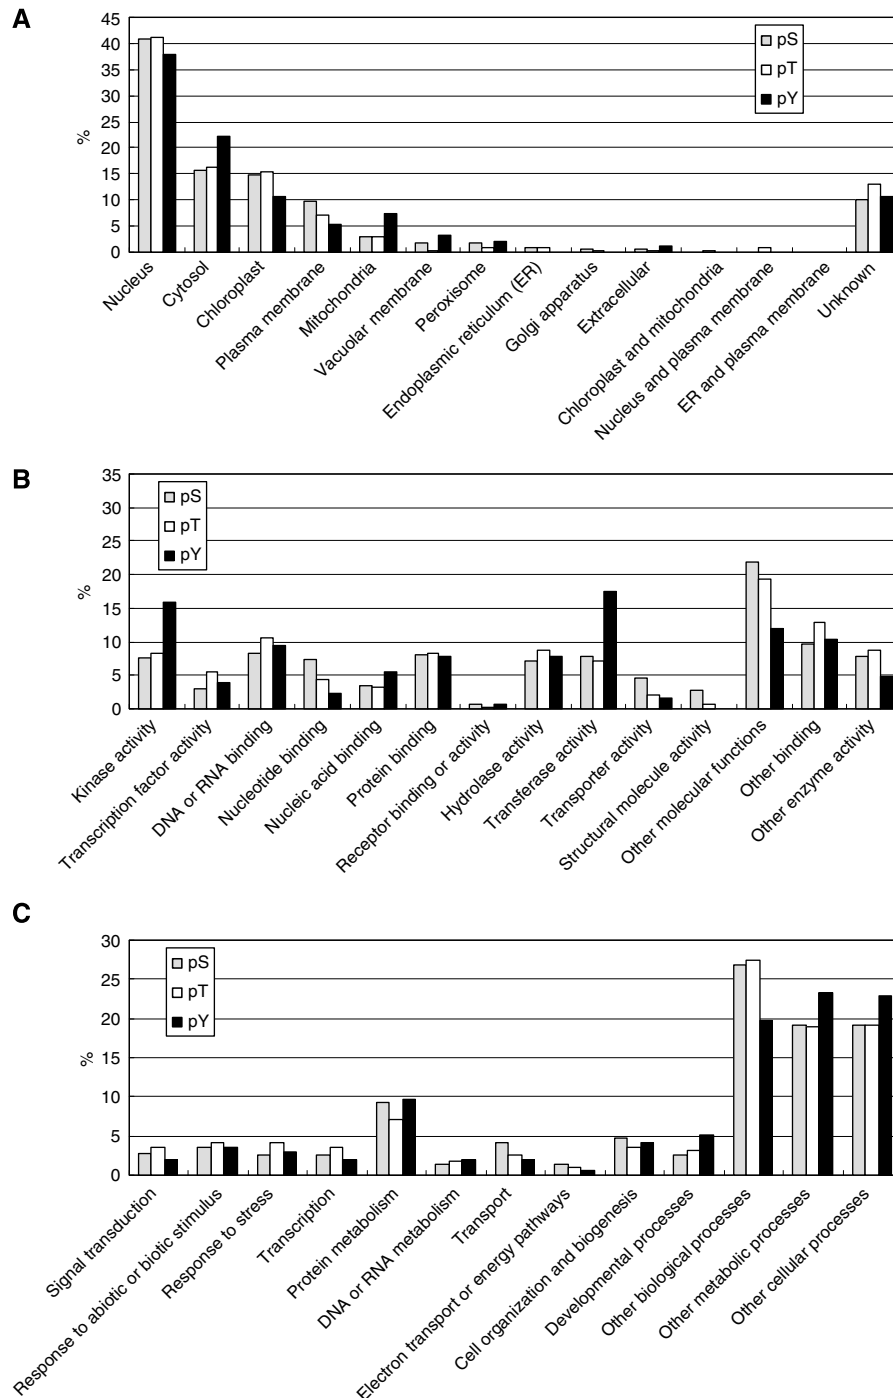 A
45
40
35
30
25
20
15
10
5
0
%
pS
pT
pY
Nucleus
Cytosol
Chloroplast
Plasma membrane
Mitochondria
Vacuolar membrane
Peroxisome
Endoplasmic reticulum (ER)
Golgi apparatus
Extracellular
Chloroplast and mitochondria
Nucleus and plasma membrane
ER and plasma membrane
Unknown
B
35
30
25
20
15
10
5
0
%
pS
pT
pY
Kinase activity
Transcription factor activity
DNA or RNA binding
Nucleotide binding
Nucleic acid binding
Protein binding
Receptor binding or activity
Hydrolase activity
Transferase activity
Transporter activity
Structural molecule activity
Other molecular functions
Other binding
Other enzyme activity
C
30
25
20
15
10
5
0
%
pS
pT
pY
Signal transduction
Response to abiotic or biotic stimulus
Response to stress
Transcription
Protein metabolism
DNA or RNA metabolism
Transport
Electron transport or energy pathways
Cell organization and biogenesis
Developmental processes
Other biological processes
Other metabolic processes
Other cellular processes